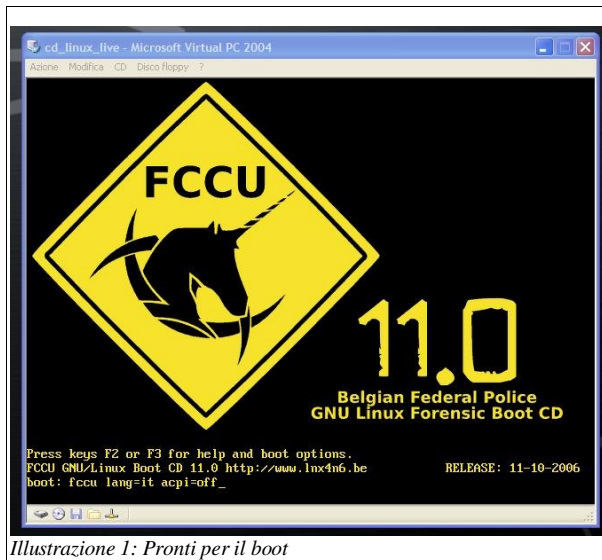 cd_linux_live - Microsoft Virtual PC 2004
Azione Modifica CD Disco floppy ?
FCCU
11.0
Belgian Federal Police
GNU Linux Forensic Boot CD
Press keys F2 or F3 for help and boot options.
FCCU GNU/Linux Boot CD 11.0 http://www.lnx4n6.be RELEASE: 11-10-2006
boot: fccu lang=it acpi=off_
Illustrazione 1: Pronti per il boot